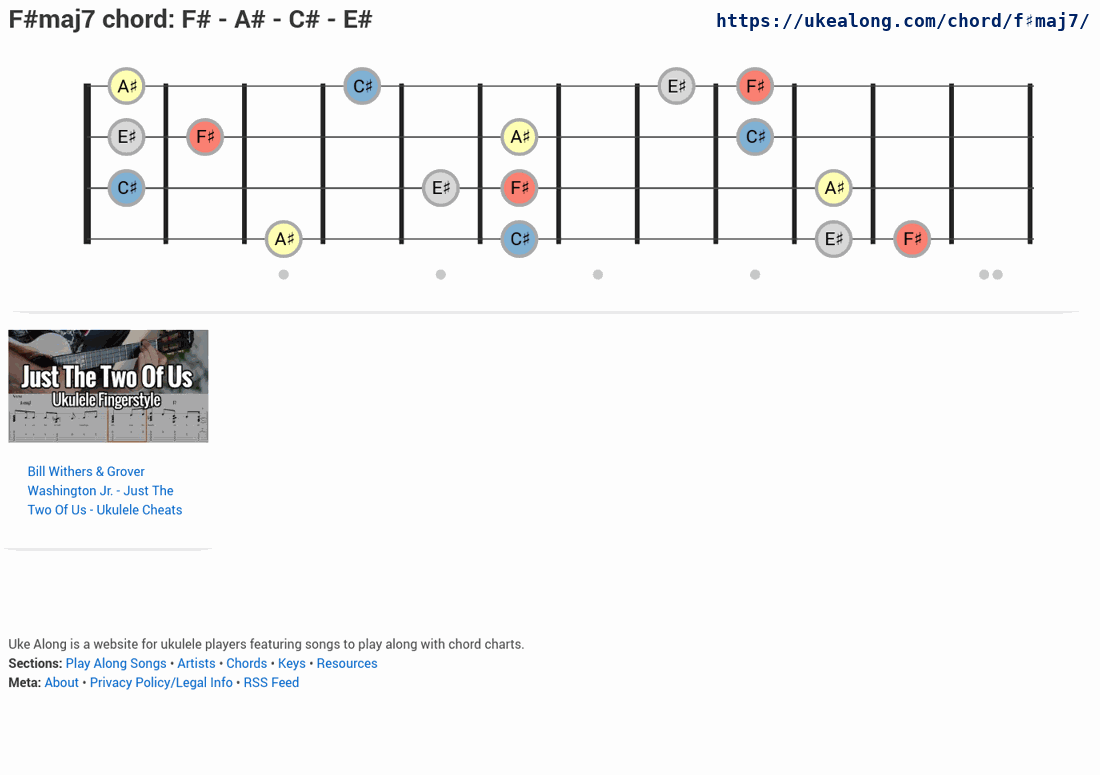 F#maj7 chord: F# - A# - C# - E#
https://ukealong.com/chord/f♯maj7/
A♯ C♯ E♯ F♯
E♯ F♯ A♯ C♯
C♯ E♯ F♯ A♯
A♯ C♯ E♯ F♯
Just The Two Of Us
Ukulele Fingerstyle
Bill Withers & Grover
Washington Jr. - Just The
Two Of Us - Ukulele Cheats
Uke Along is a website for ukulele players featuring songs to play along with chord charts.
Sections: Play Along Songs • Artists • Chords • Keys • Resources
Meta: About • Privacy Policy/Legal Info • RSS Feed